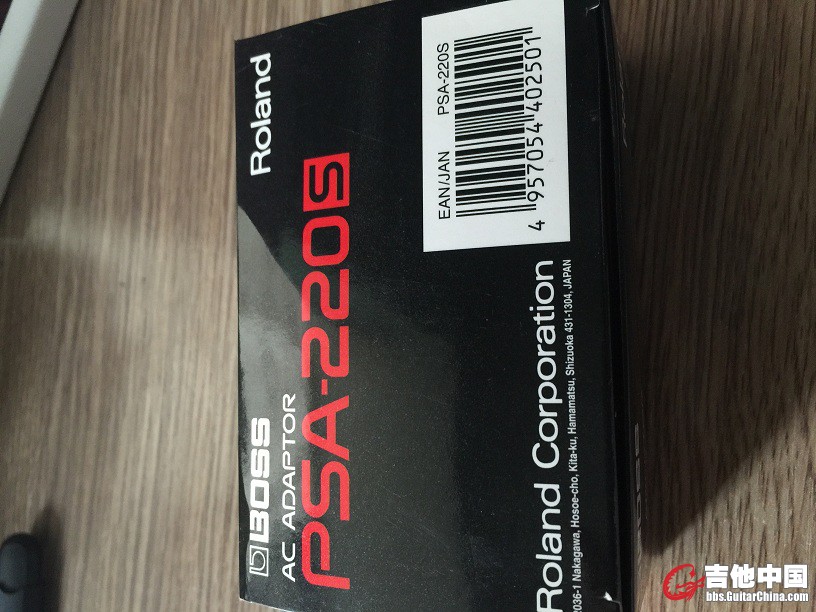 BOSS
Roland
AC ADAPTOR
PSA-220S
EAN/JAN PSA-220S
4 957054 402501
Roland Corporation
2036-1 Nakagawa, Hosoe-cho, Kita-ku, Hamamatsu, Shizuoka 431-1304, JAPAN
吉他中国
bbs.GuitarChina.com